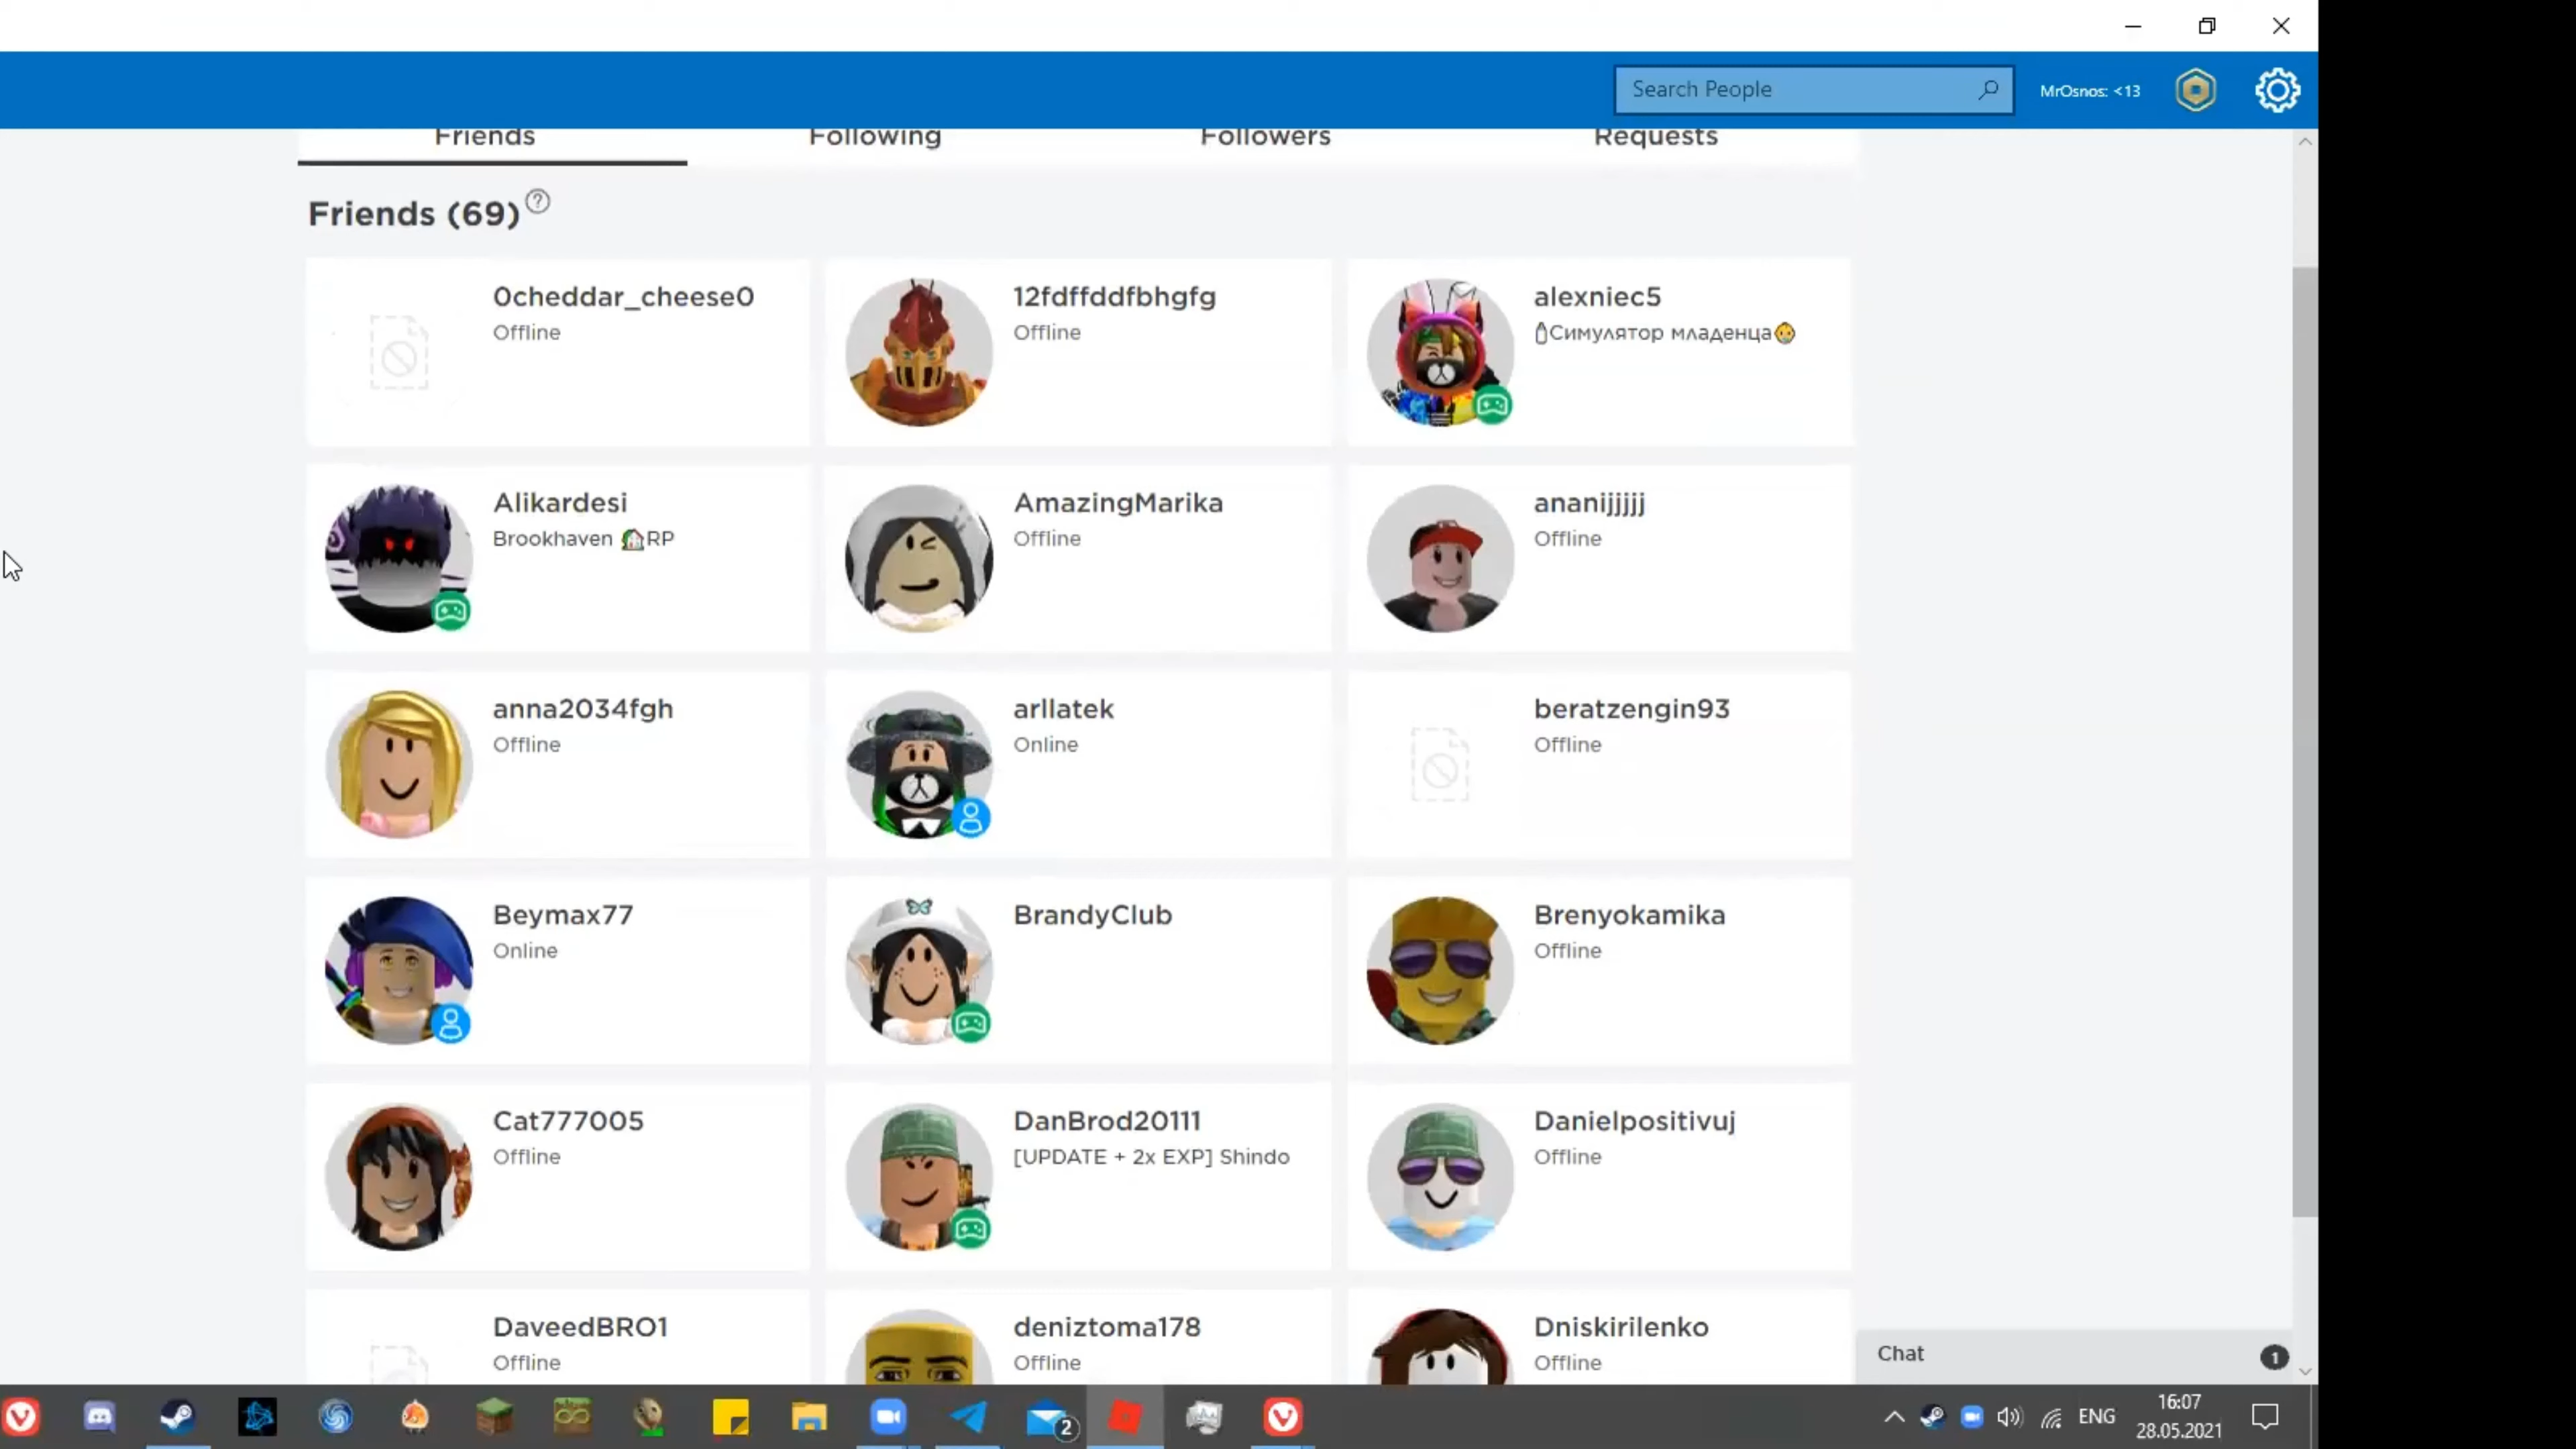 Search People
MrOsnos: <13
Friends
Following
Followers
Requests
Friends (69)
0cheddar_cheese0
Offline
12fdffddfbhgfg
Offline
alexniec5
🍼Симулятор младенца👶
Alikardesi
Brookhaven 🏡RP
AmazingMarika
Offline
ananijjjjj
Offline
anna2034fgh
Offline
arllatek
Online
beratzengin93
Offline
Beymax77
Online
BrandyClub
Brenyokamika
Offline
Cat777005
Offline
DanBrod20111
[UPDATE + 2x EXP] Shindo
Danielpositivuj
Offline
DaveedBRO1
Offline
deniztoma178
Offline
Dniskirilenko
Offline
Chat
1
2
ENG
16:07
28.05.2021